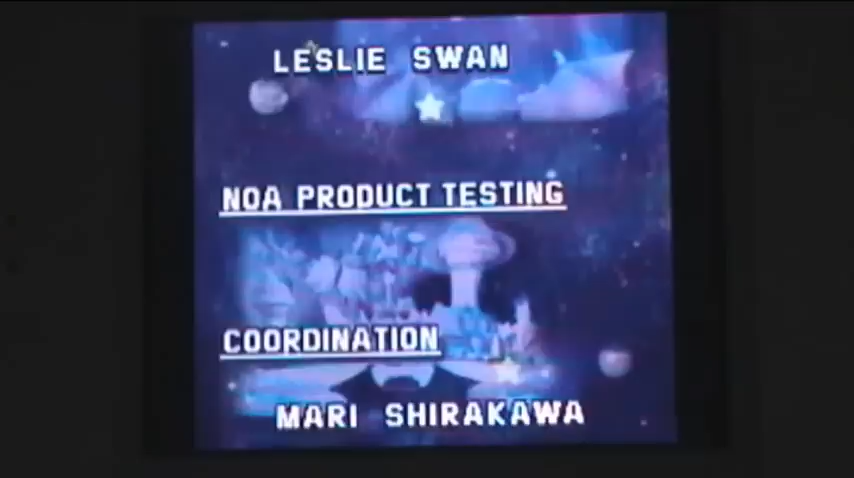 LESLIE SWAN
NOA PRODUCT TESTING
COORDINATION
MARI SHIRAKAWA